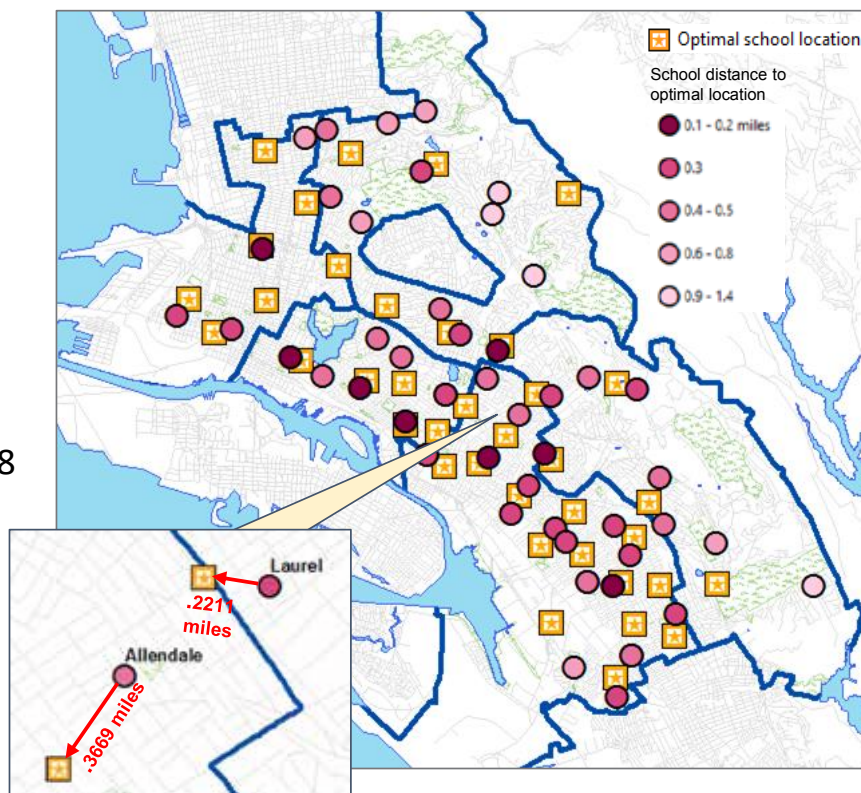 Optimal school location
School distance to
optimal location
0.1 - 0.2 miles
0.3
0.4 - 0.5
0.6 - 0.8
0.9 - 1.4
8
Laurel
.2211
miles
Allendale
.3669 miles